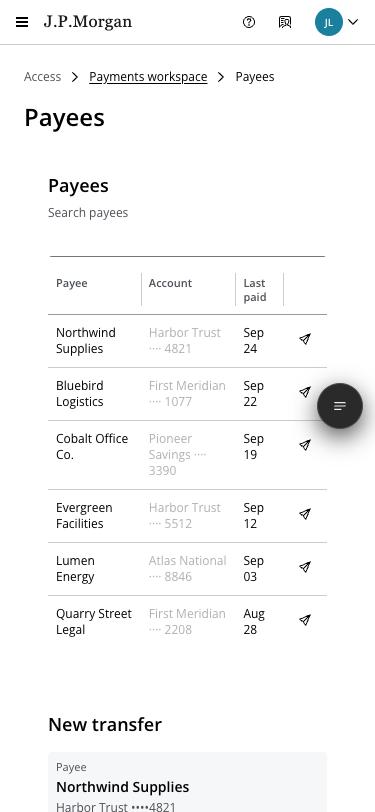 J.P.Morgan
JL
Access
Payments workspace
Payees
Payees
Payees
Search payees
Payee
Account
Last
paid
Northwind
Supplies
Harbor Trust
···· 4821
Sep
24
Bluebird
Logistics
First Meridian
···· 1077
Sep
22
Cobalt Office
Co.
Pioneer
Savings ····
3390
Sep
19
Evergreen
Facilities
Harbor Trust
···· 5512
Sep
12
Lumen
Energy
Atlas National
···· 8846
Sep
03
Quarry Street
Legal
First Meridian
···· 2208
Aug
28
New transfer
Payee
Northwind Supplies
Harbor Trust ••••4821